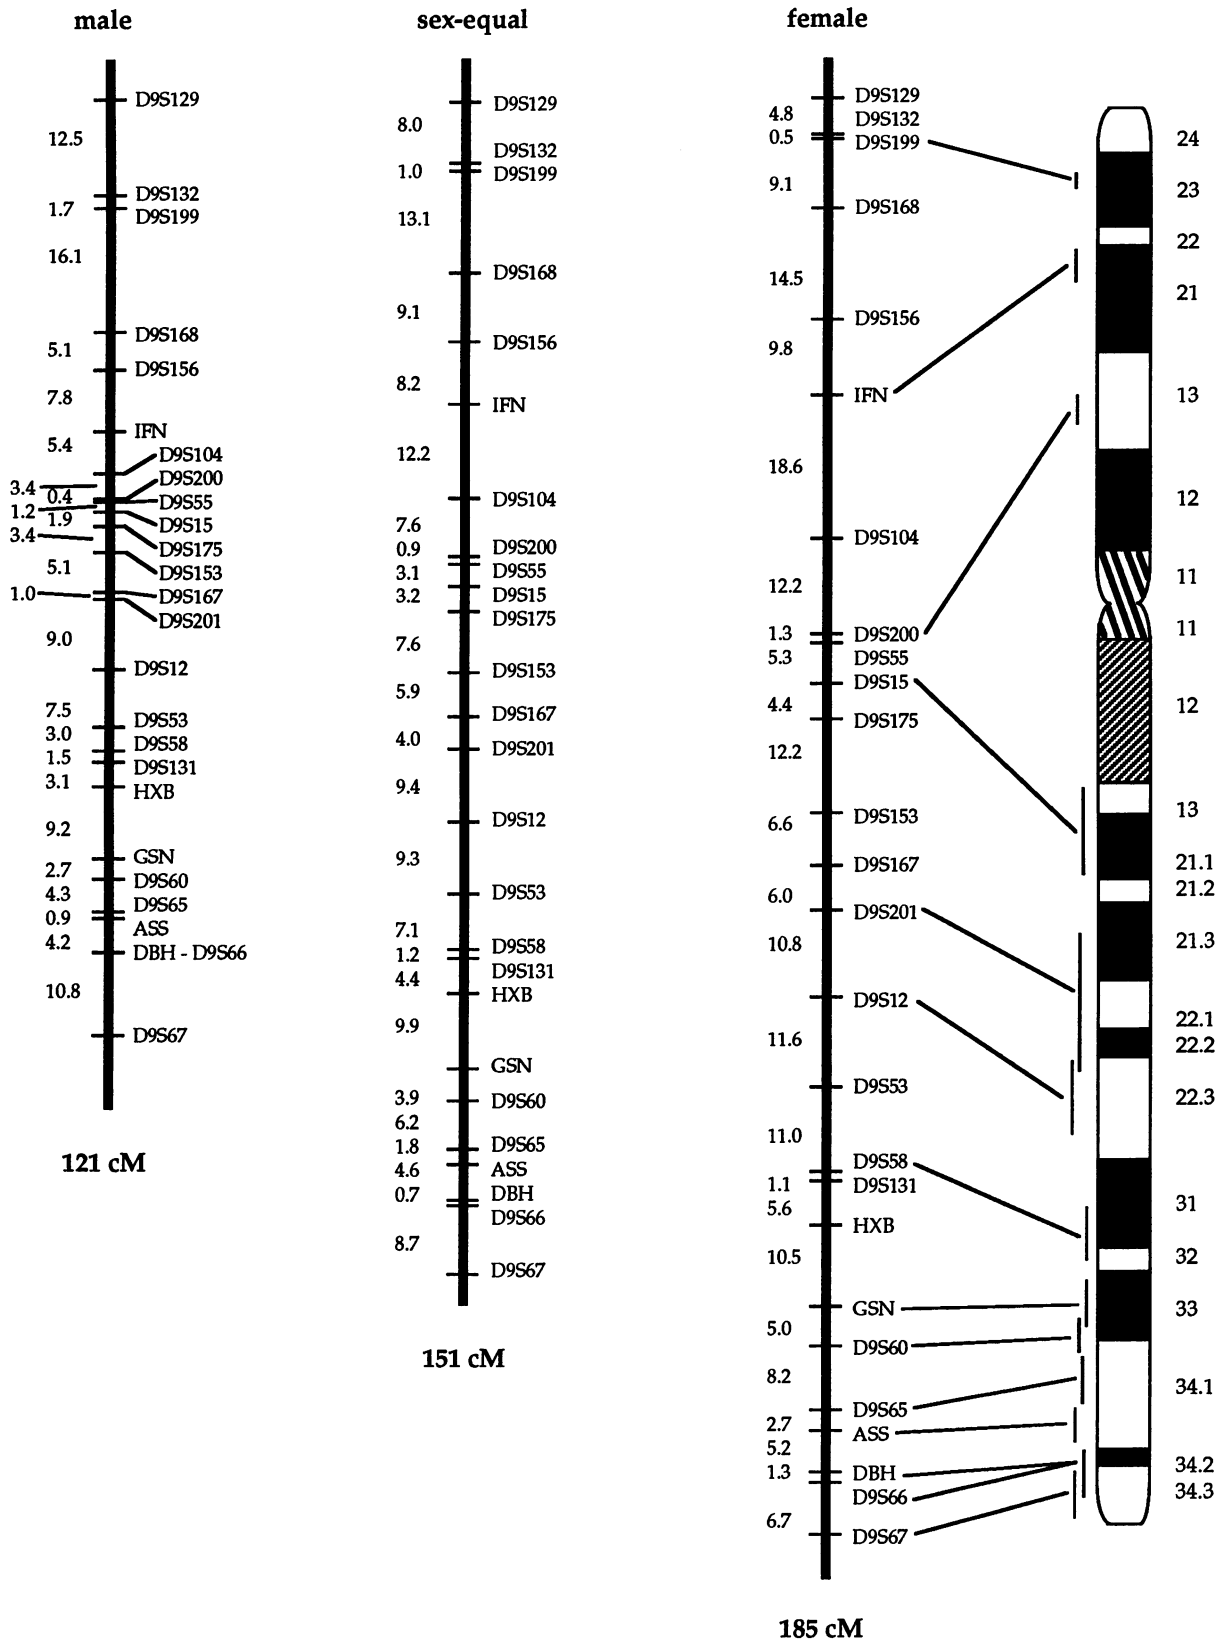 male
D9S129
12.5
D9S132
1.7
D9S199
16.1
D9S168
5.1
D9S156
7.8
IFN
5.4
D9S104
3.4
D9S200
0.4
D9S55
1.2
1.9
D9S15
3.4
D9S175
5.1
D9S153
1.0
D9S167
D9S201
9.0
D9S12
7.5
D9S53
3.0
D9S58
1.5
D9S131
3.1
HXB
9.2
GSN
2.7
D9S60
4.3
D9S65
0.9
ASS
4.2
DBH - D9S66
10.8
D9S67
121 cM
sex-equal
D9S129
8.0
D9S132
1.0
D9S199
13.1
D9S168
9.1
D9S156
8.2
IFN
12.2
D9S104
7.6
D9S200
0.9
D9S55
3.1
D9S15
3.2
D9S175
7.6
D9S153
5.9
D9S167
4.0
D9S201
9.4
D9S12
9.3
D9S53
7.1
D9S58
1.2
D9S131
4.4
HXB
9.9
GSN
3.9
D9S60
6.2
D9S65
1.8
ASS
4.6
DBH
0.7
D9S66
8.7
D9S67
151 cM
female
D9S129
4.8
D9S132
0.5
D9S199
9.1
D9S168
14.5
D9S156
9.8
IFN
18.6
D9S104
12.2
D9S200
1.3
D9S55
5.3
D9S15
4.4
D9S175
12.2
D9S153
6.6
D9S167
6.0
D9S201
10.8
D9S12
11.6
D9S53
11.0
D9S58
1.1
D9S131
5.6
HXB
10.5
GSN
5.0
D9S60
8.2
D9S65
2.7
ASS
5.2
DBH
1.3
D9S66
6.7
D9S67
185 cM
24
23
22
21
13
12
11
11
12
13
21.1
21.2
21.3
22.1
22.2
22.3
31
32
33
34.1
34.2
34.3